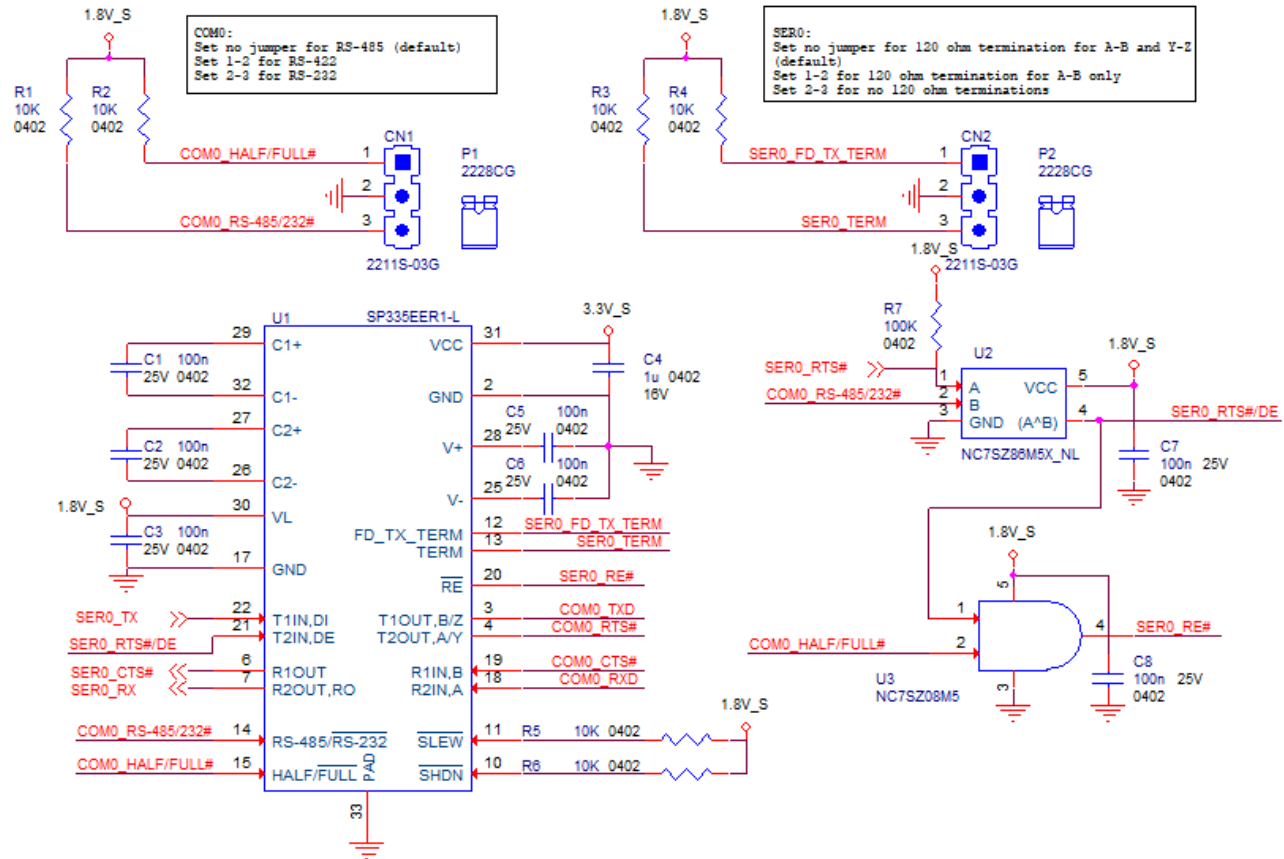 1.8V_S
COM0:
Set no jumper for RS-485 (default)
Set 1-2 for RS-422
Set 2-3 for RS-232
R1
10K
0402
R2
10K
0402
CN1
COM0_HALF/FULL#
1
2
3
COM0_RS-485/232#
2211S-03G
P1
2228CG
1.8V_S
SER0:
Set no jumper for 120 ohm termination for A-B and Y-Z
(default)
Set 1-2 for 120 ohm termination for A-B only
Set 2-3 for no 120 ohm terminations
R3
10K
0402
R4
10K
0402
CN2
SER0_FD_TX_TERM
1
2
3
SER0_TERM
2211S-03G
P2
2228CG
U1
SP335EER1-L
29
C1+
C1 100n
25V 0402
32
C1-
27
C2+
C2 100n
25V 0402
26
C2-
1.8V_S
30
VL
C3 100n
25V 0402
17
GND
SER0_TX
22
T1IN,DI
SER0_RTS#/DE
21
T2IN,DE
SER0_CTS#
6
R1OUT
SER0_RX
7
R2OUT,RO
COM0_RS-485/232#
14
RS-485/RS-232
COM0_HALF/FULL#
15
HALF/FULL
PAD
33
VCC
31
3.3V_S
C4
1u 0402
16V
GND
2
V+
28
C5
25V
100n
0402
V-
25
C6
25V
100n
0402
FD_TX_TERM
12
SER0_FD_TX_TERM
TERM
13
SER0_TERM
RE
20
SER0_RE#
T1OUT,B/Z
3
COM0_TXD
T2OUT,A/Y
4
COM0_RTS#
R1IN,B
19
COM0_CTS#
R2IN,A
18
COM0_RXD
SLEW
11
R5 10K 0402
SHDN
10
R6 10K 0402
1.8V_S
1.8V_S
R7
100K
0402
SER0_RTS#
COM0_RS-485/232#
U2
1
A
2
B
3
GND
VCC
5
(A^B)
4
NC7SZ86M5X_NL
1.8V_S
SER0_RTS#/DE
C7
100n 25V
0402
1.8V_S
5
1
COM0_HALF/FULL#
2
4
SER0_RE#
3
U3
NC7SZ08M5
C8
100n 25V
0402